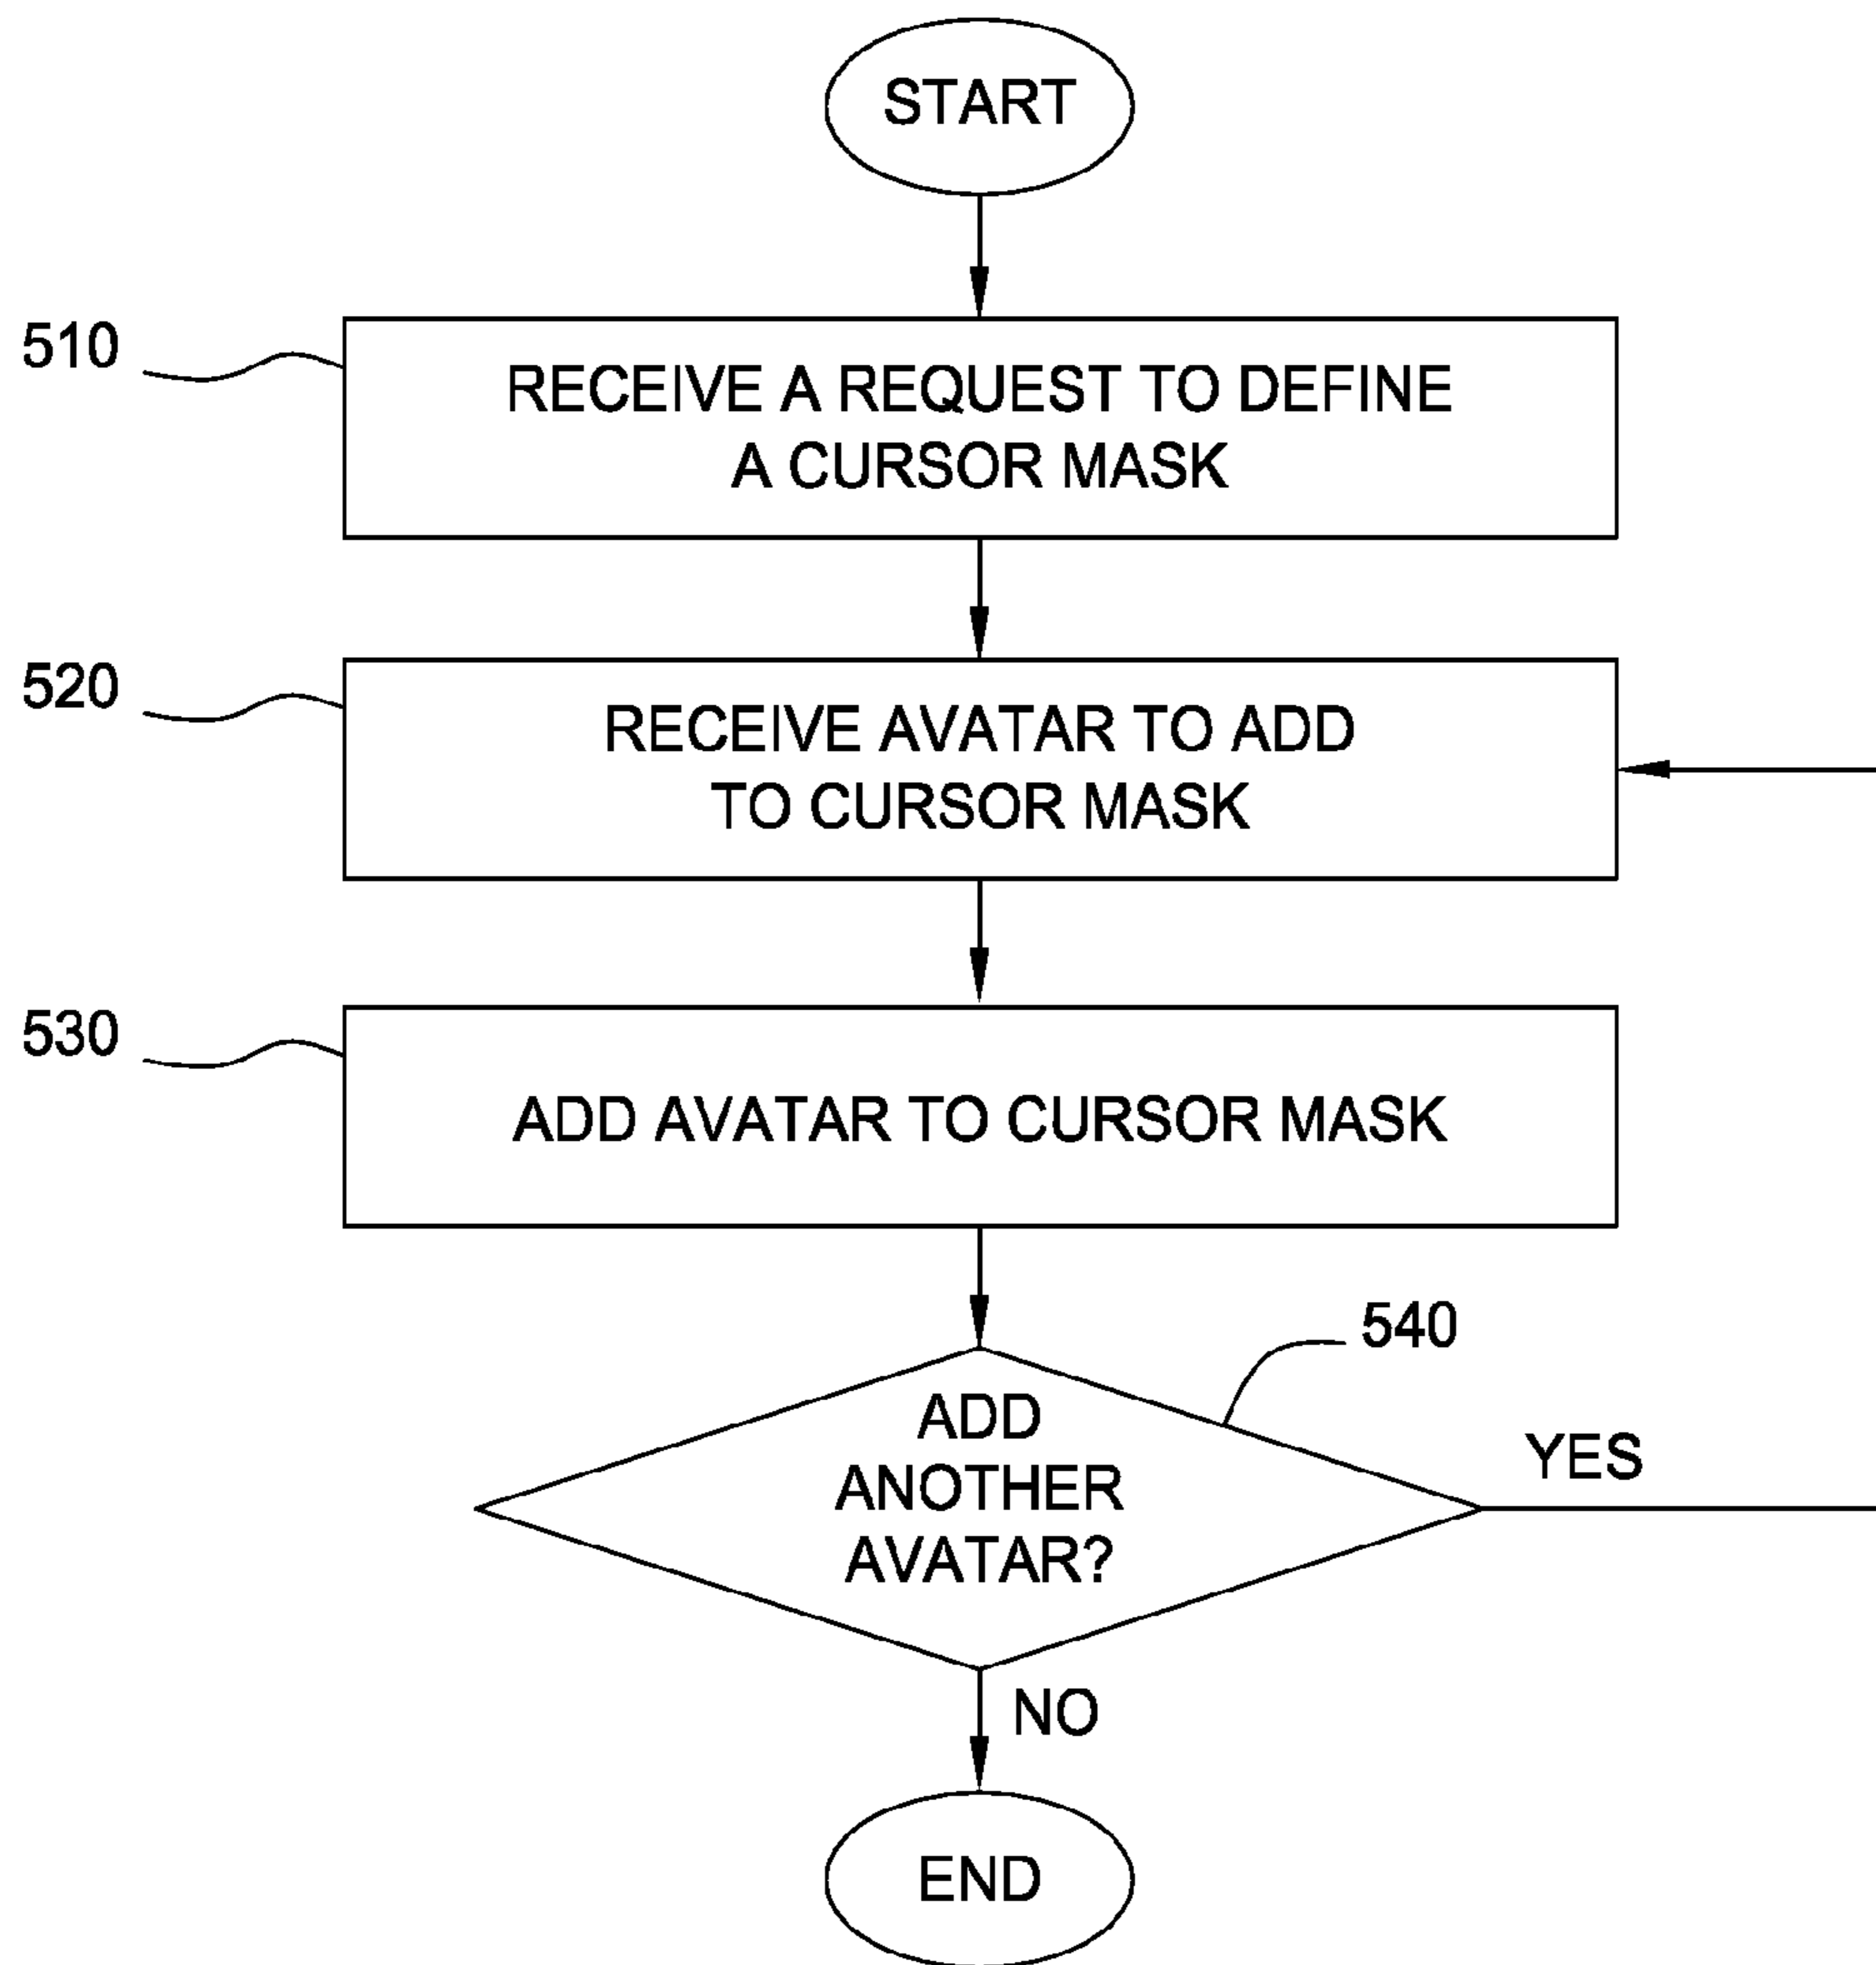 START
510
RECEIVE A REQUEST TO DEFINE
A CURSOR MASK
520
RECEIVE AVATAR TO ADD
TO CURSOR MASK
530
ADD AVATAR TO CURSOR MASK
540
ADD
ANOTHER
AVATAR?
YES
NO
END